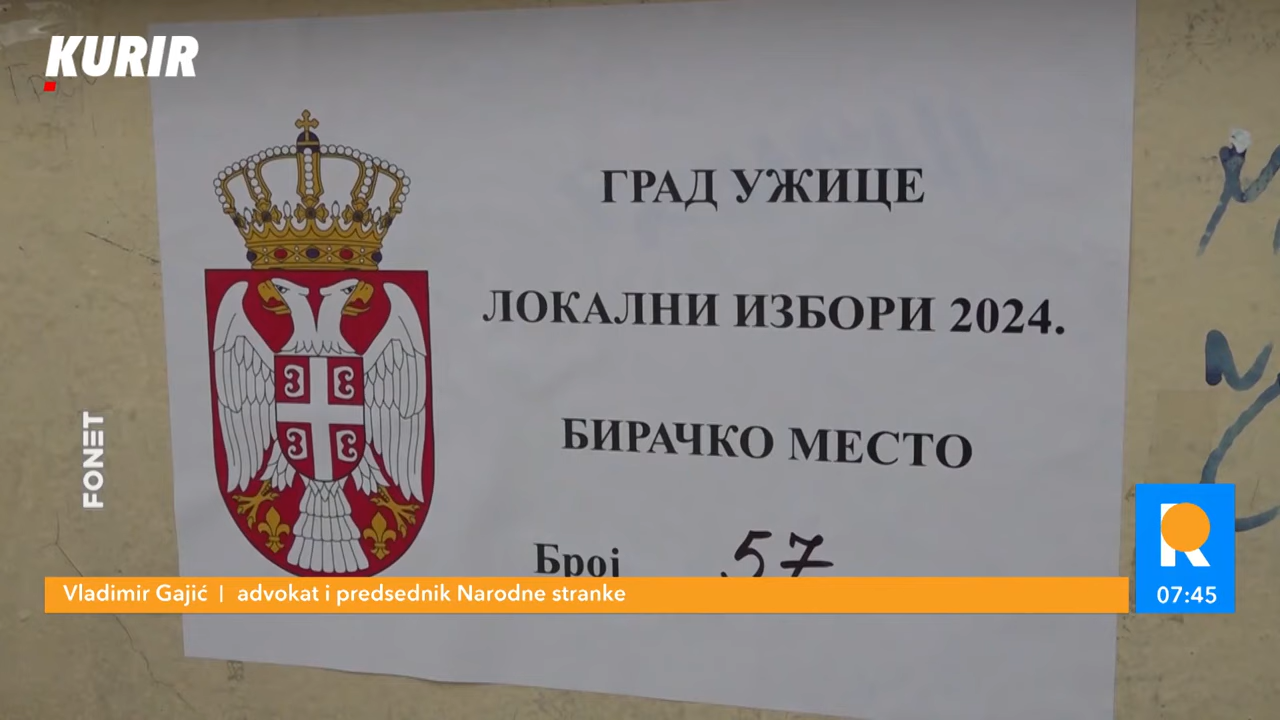 KURIR
ГРАД УЖИЦЕ
ЛОКАЛНИ ИЗБОРИ 2024.
БИРАЧКО МЕСТО
Број 57
FONET
Vladimir Gajić | advokat i predsednik Narodne stranke
R
07:45